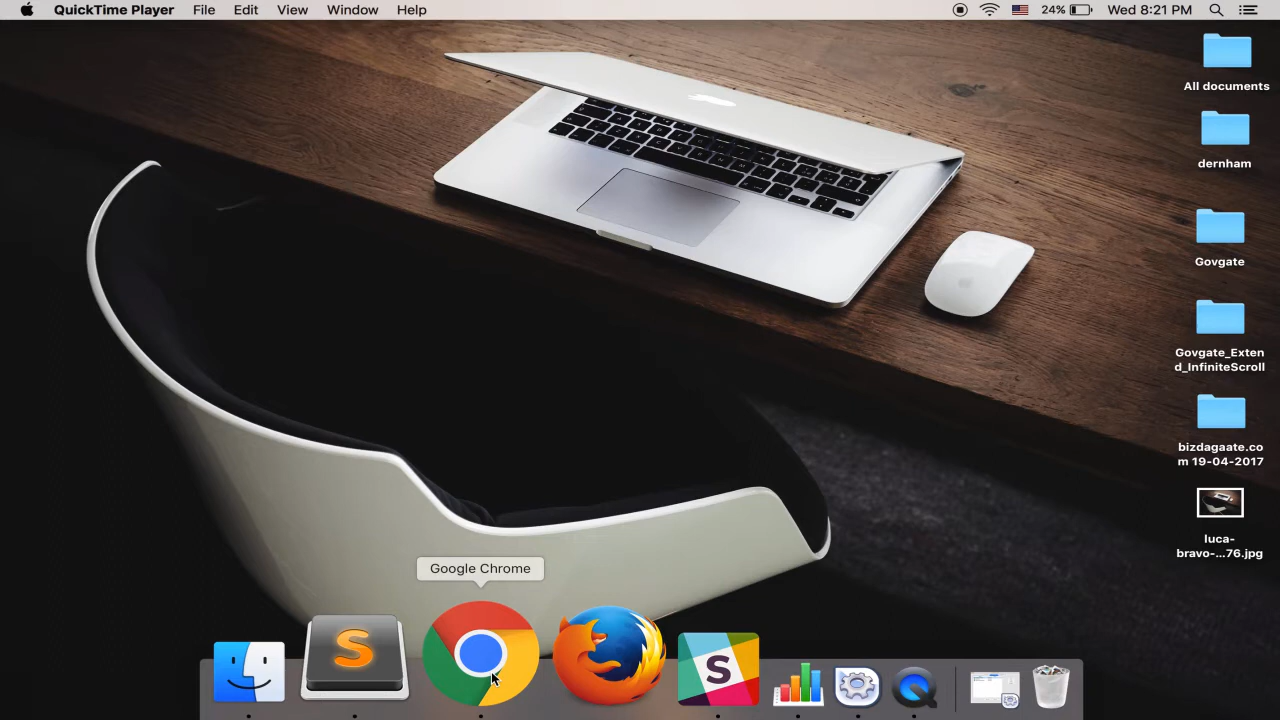 QuickTime Player File Edit View Window Help 24% Wed 8:21 PM
All documents
dernham
Govgate
Govgate_Exten
d_InfiniteScroll
bizdagaate.co
m 19-04-2017
luca-
bravo-...76.jpg
Google Chrome
S
S